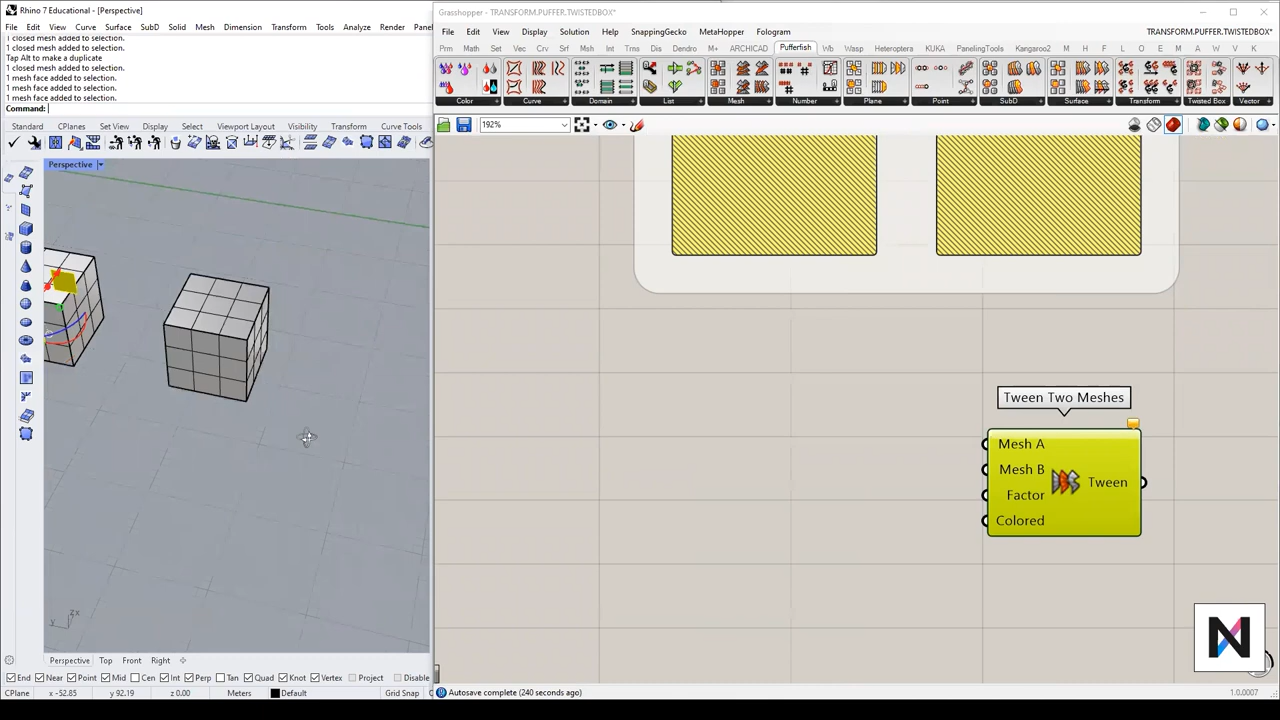 Rhino 7 Educational - [Perspective]
File Edit View Curve Surface SubD Solid Mesh Dimension Transform Tools Analyze Render
1 closed mesh added to selection.
1 closed mesh added to selection.
Tap Alt to make a duplicate
1 closed mesh added to selection.
1 mesh face added to selection.
1 mesh face added to selection.
1 mesh face added to selection.
Command:
Standard CPlanes Set View Display Select Viewport Layout Visibility Transform Curve Tools
Perspective
zx
y
Perspective Top Front Right
End Near Point Mid Cen Int Perp Tan Quad Knot Vertex Project Disable
CPlane x -52.85 y 92.19 z 0.00 Meters Default Grid Snap
Grasshopper - TRANSFORM.PUFFER.TWISTEDBOX*
File Edit View Display Solution Help SnappingGecko MetaHopper Fologram TRANSFORM.PUFFER.TWISTEDBOX*
Prm Math Set Vec Crv Srf Msh Int Trns Dis Dendro M+ ARCHICAD Pufferfish Wb Wasp Heteroptera KUKA PanelingTools Kangaroo2 M H L F O E M A W V E
Color Curve Domain List Mesh Number Plane Point SubD Surface Transform Twisted Box Vector
192%
Tween Two Meshes
Mesh A
Mesh B
Factor
Colored
Tween
N
Autosave complete (240 seconds ago)
1.0.0007